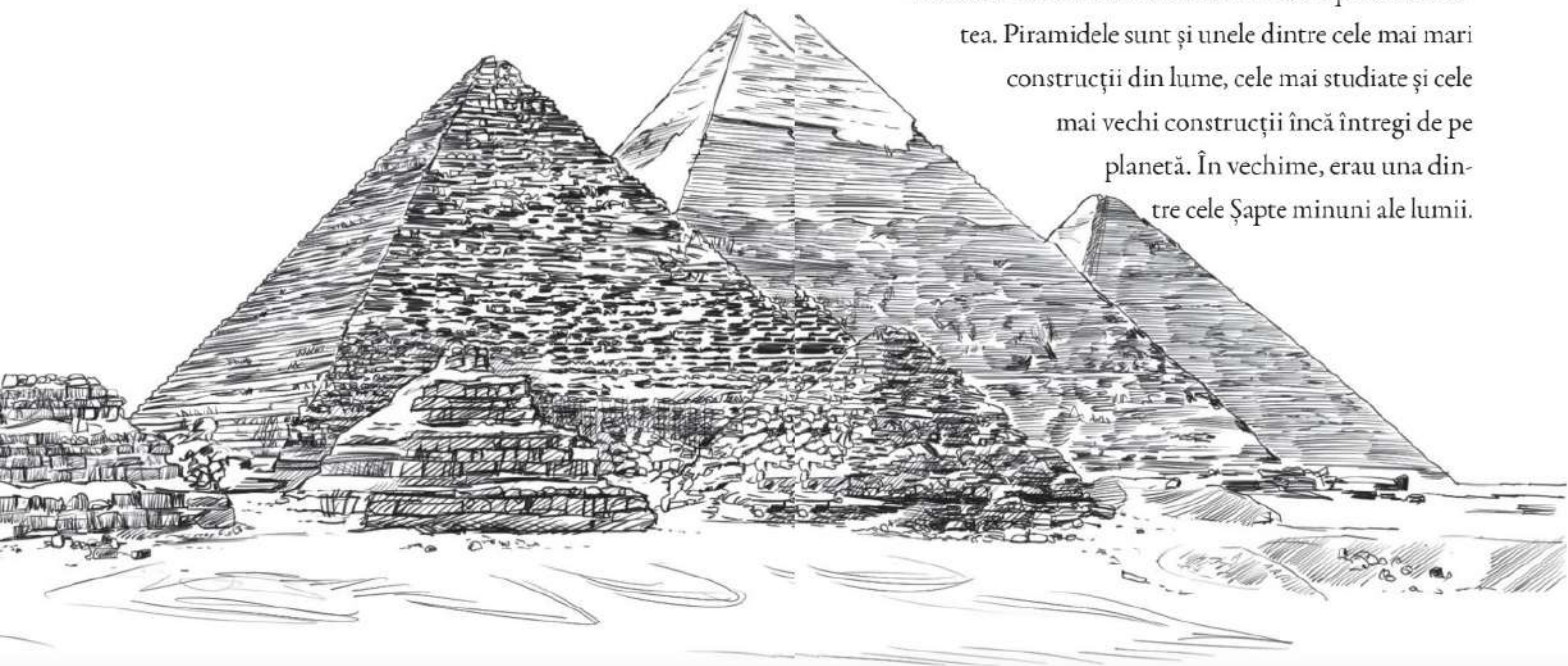 tea. Piramidele sunt și unele dintre cele mai mari
construcții din lume, cele mai studiate și cele
mai vechi construcții încă întregi de pe
planetă. În vechime, erau una din-
tre cele Șapte minuni ale lumii.